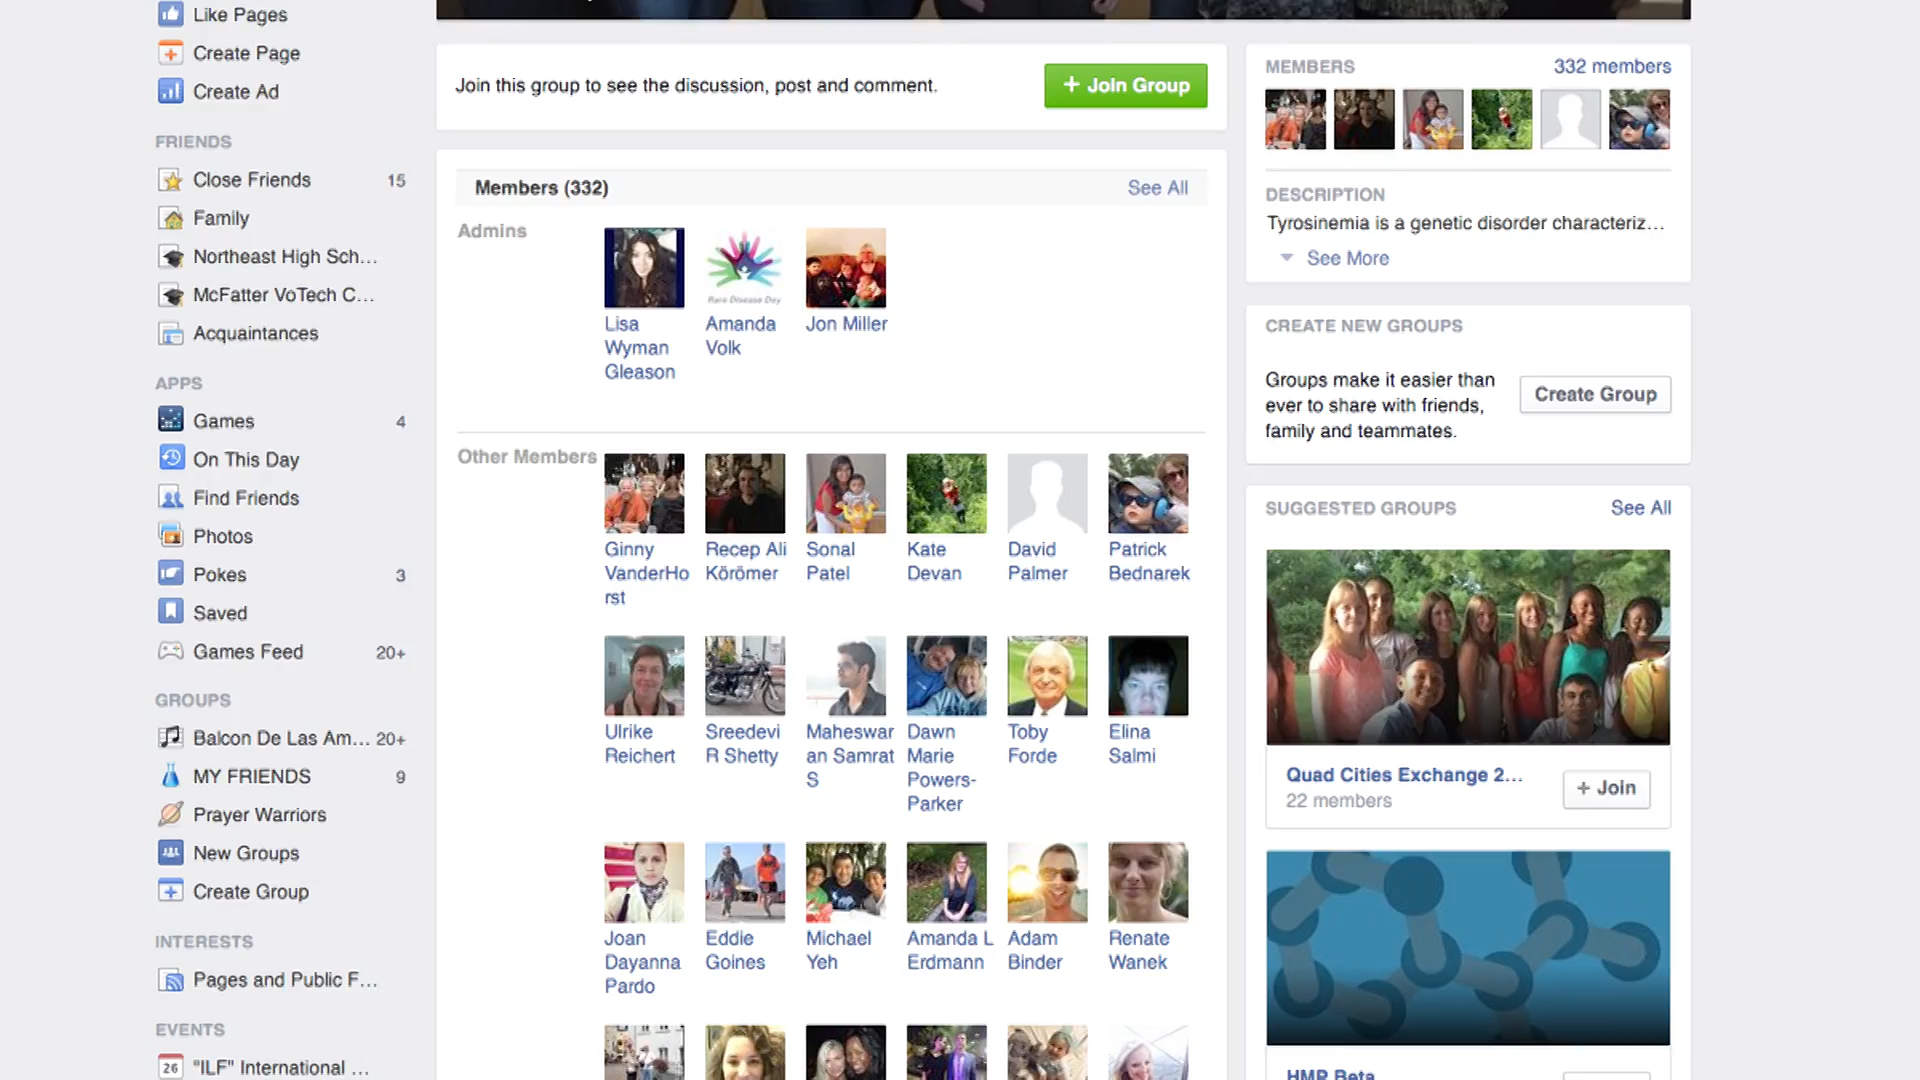 Like Pages
Create Page
Create Ad
FRIENDS
Close Friends 15
Family
Northeast High Sch...
McFatter VoTech C...
Acquaintances
APPS
Games 4
On This Day
Find Friends
Photos
Pokes 3
Saved
Games Feed 20+
GROUPS
Balcon De Las Am... 20+
MY FRIENDS 9
Prayer Warriors
New Groups
Create Group
INTERESTS
Pages and Public F...
EVENTS
26 "ILF" International ...
Join this group to see the discussion, post and comment.
+ Join Group
Members (332) See All
Admins
Rare Disease Day
Lisa
Wyman
Gleason
Amanda
Volk
Jon Miller
Other Members
Ginny
VanderHo
rst
Recep Ali
Körömer
Sonal
Patel
Kate
Devan
David
Palmer
Patrick
Bednarek
Ulrike
Reichert
Sreedevi
R Shetty
Maheswar
an Samrat
S
Dawn
Marie
Powers-
Parker
Toby
Forde
Elina
Salmi
Joan
Dayanna
Pardo
Eddie
Goines
Michael
Yeh
Amanda L
Erdmann
Adam
Binder
Renate
Wanek
MEMBERS 332 members
DESCRIPTION
Tyrosinemia is a genetic disorder characteriz...
See More
CREATE NEW GROUPS
Groups make it easier than
ever to share with friends,
family and teammates.
Create Group
SUGGESTED GROUPS See All
Quad Cities Exchange 2...
22 members
+ Join
HMR Beta